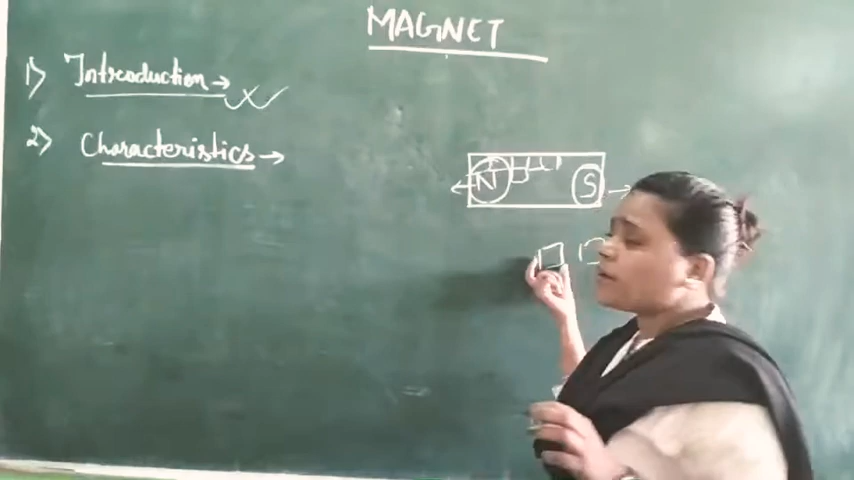 MAGNET
1) Introduction →
2) Characteristics →
N S